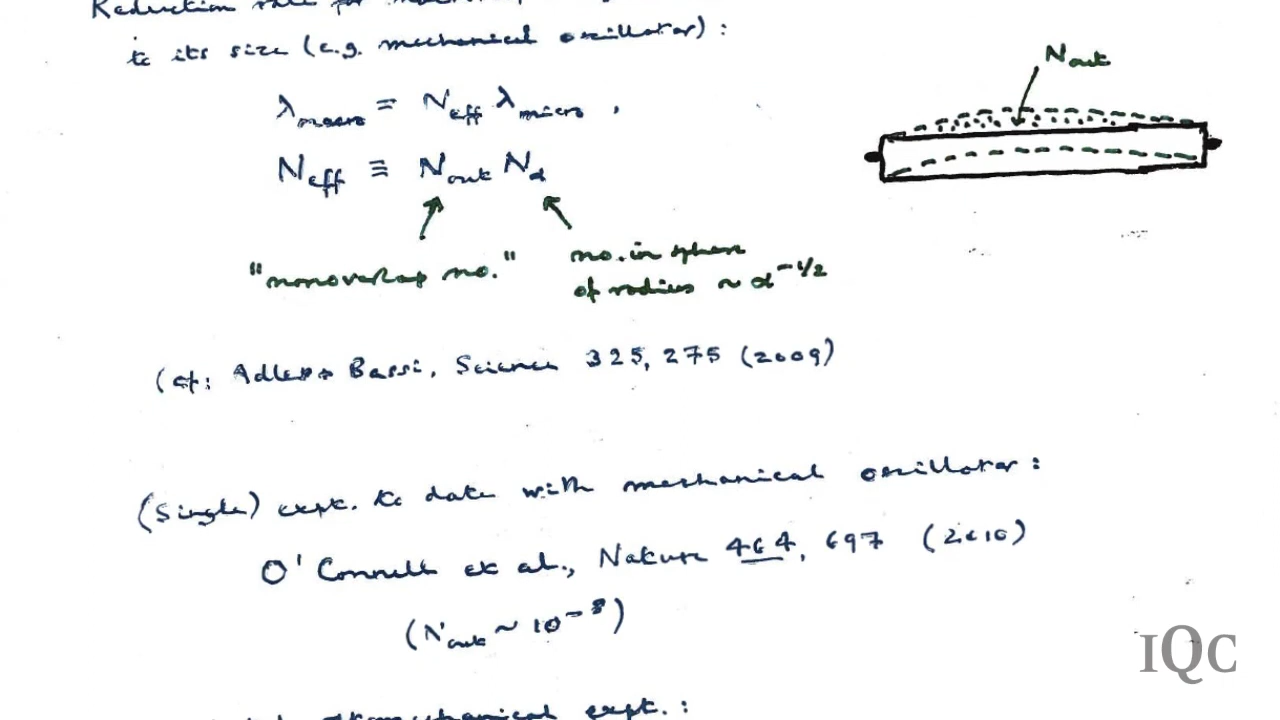 Reduction rate for
to its size (e.g. mechanical oscillator) :
λmacro = Neff λmicro ,
Neff ≡ Nout Nα
Nout
"nonoverlap no."
no. in sphere
of radius ~ α^-1/2
(cf: Adler + Bassi, Science 325, 275 (2009)
(Single) expt. to date with mechanical oscillator :
O'Connell et al., Nature 464, 697 (2010)
(Nout ~ 10^-8)
expt. :
IQC